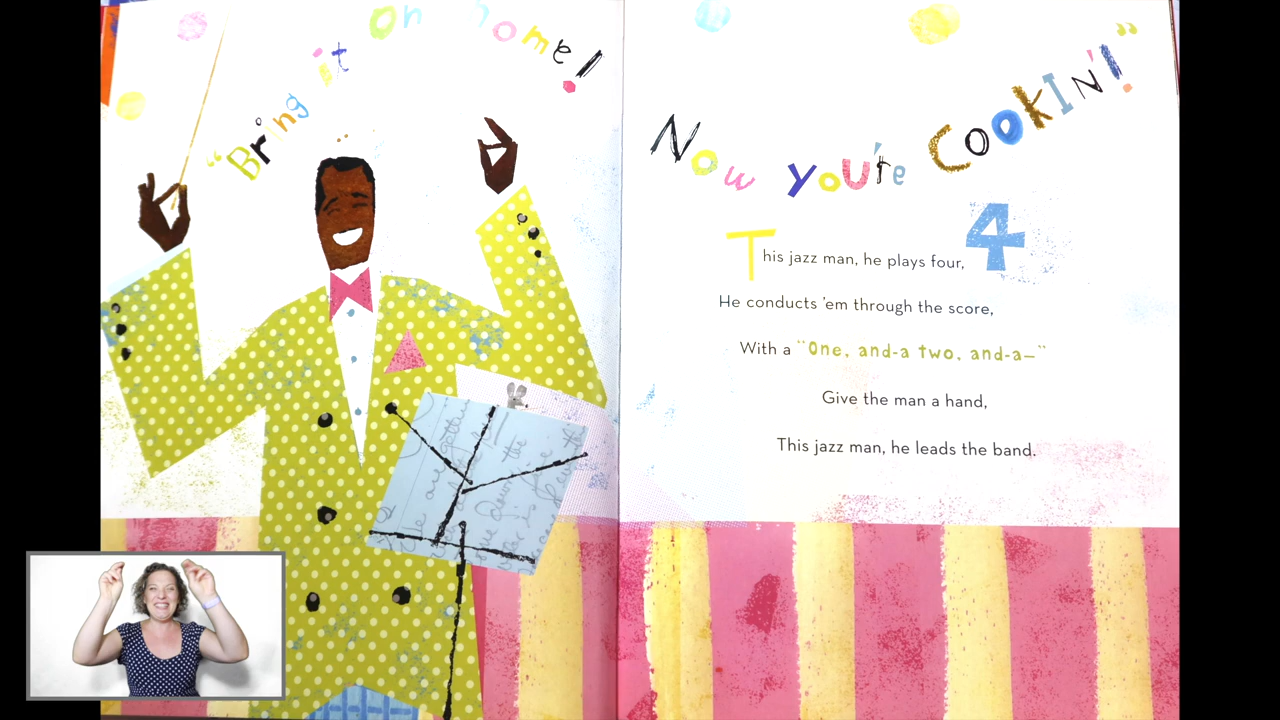 “Bring it on home!
Now you're Cookin'!”
This jazz man, he plays four, 4
He conducts 'em through the score,
With a “One, and-a two, and-a—”
Give the man a hand,
This jazz man, he leads the band.